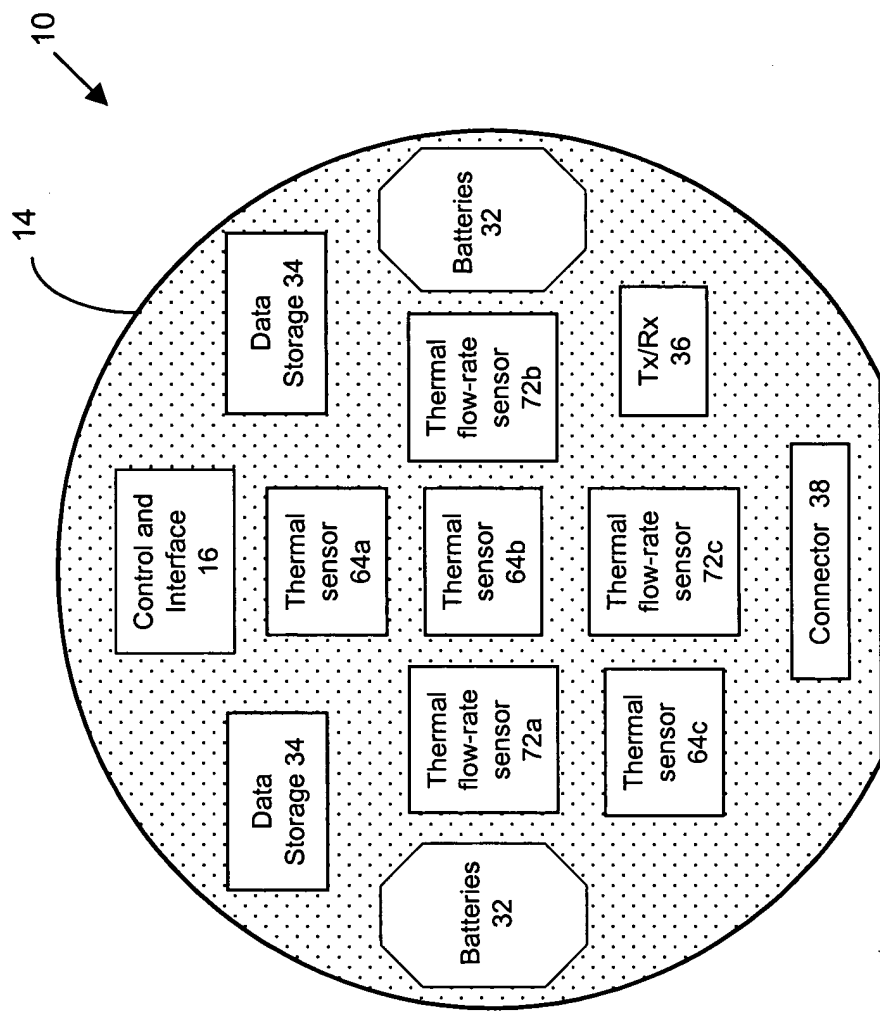 10
14
Control and
Interface
16
Data
Storage 34
Data
Storage 34
Thermal
sensor
64a
Batteries
32
Thermal
flow-rate
sensor
72a
Thermal
sensor
64b
Thermal
flow-rate
sensor
72b
Batteries
32
Thermal
sensor
64c
Thermal
flow-rate
sensor
72c
Tx/Rx
36
Connector 38